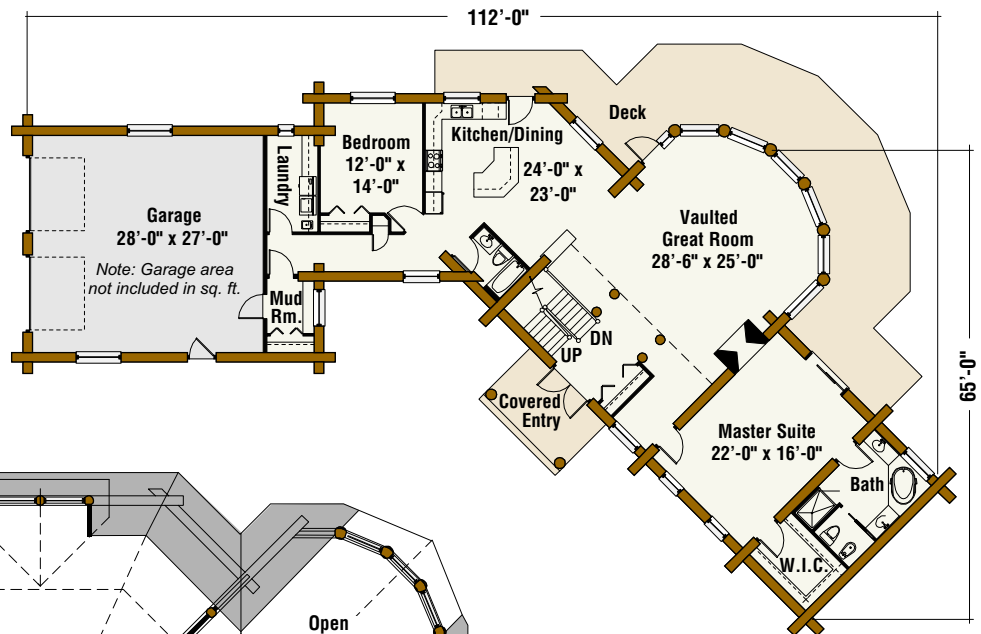 112'-0"
Deck
Kitchen/Dining
24'-0" x
23'-0"
Bedroom
12'-0" x
14'-0"
Laundry
Garage
28'-0" x 27'-0"
Note: Garage area
not included in sq. ft.
Vaulted
Great Room
28'-6" x 25'-0"
Mud
Rm.
DN
UP
Covered
Entry
65'-0"
Master Suite
22'-0" x 16'-0"
Bath
W.I.C.
Open